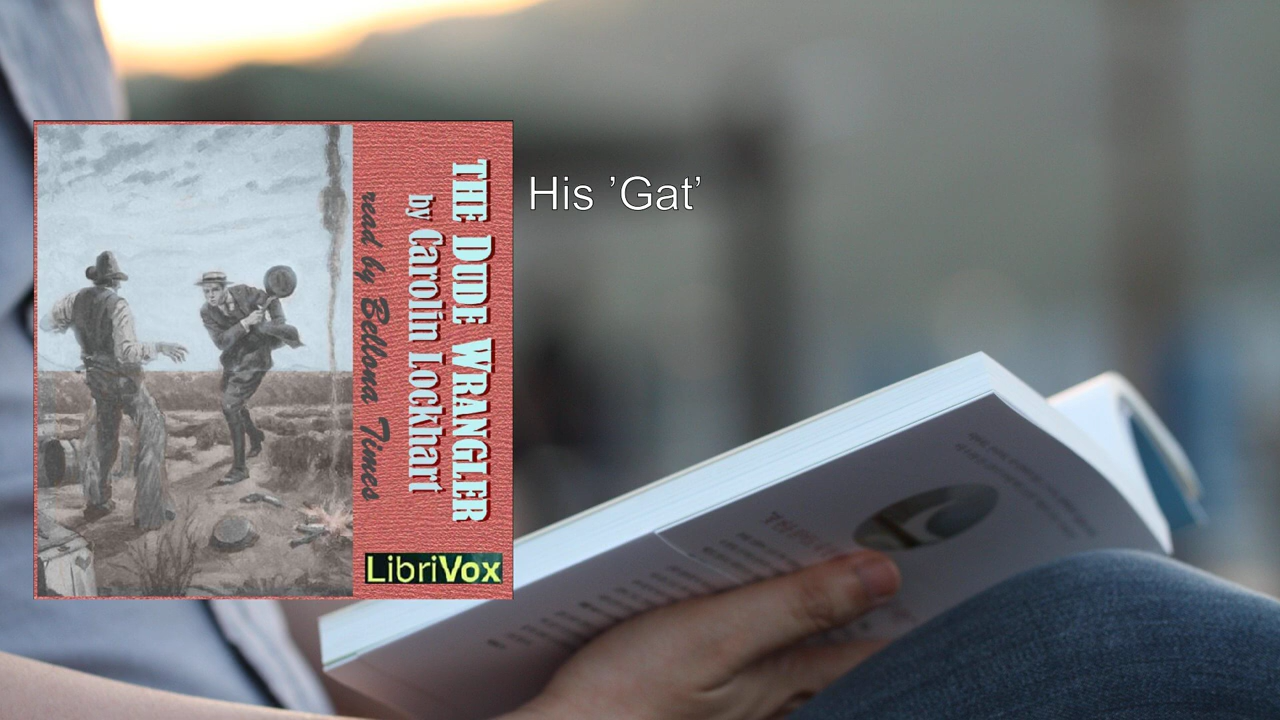 THE DUDE WRANGLER
by Carolin Lockhart
read by Bellona Times
LibriVox
His ’Gat’